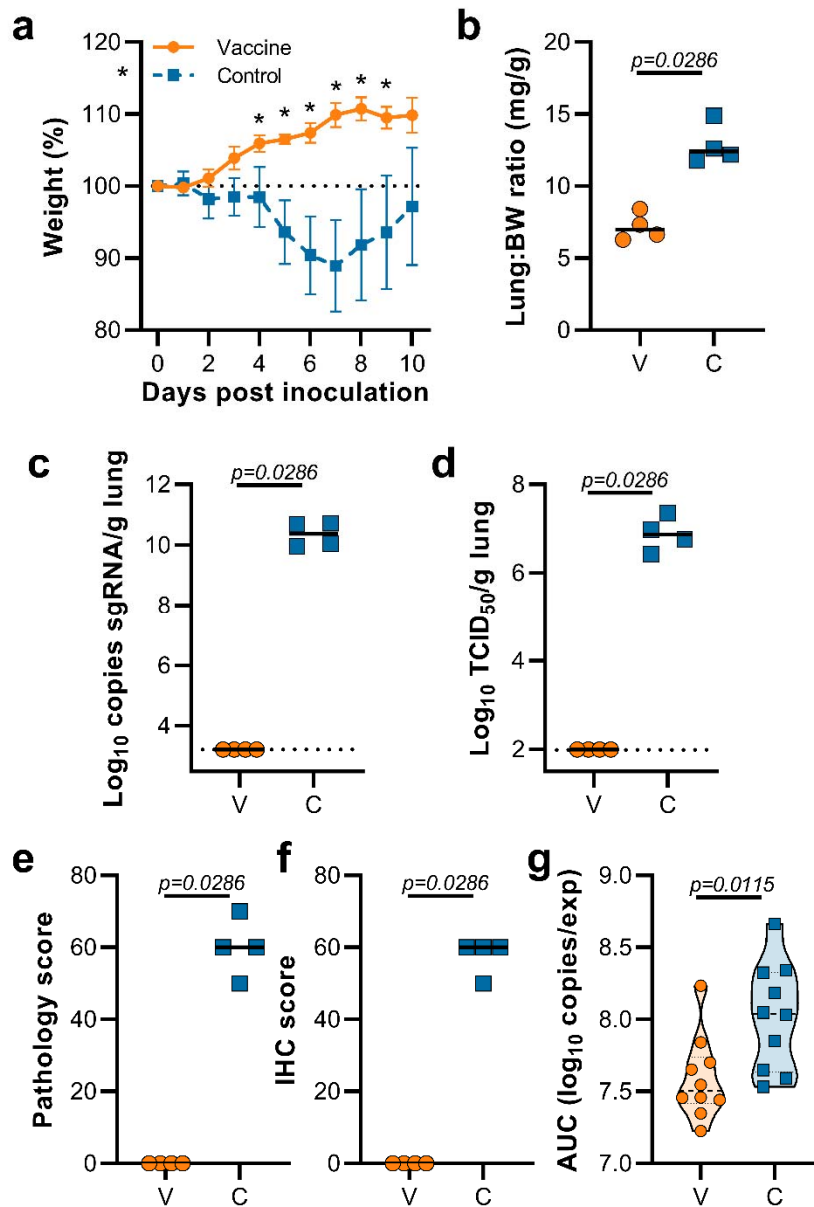 a
Vaccine
Control
*
* * * * * *
120
110
100
90
80
Weight (%)
0 2 4 6 8 10
Days post inoculation
b
p=0.0286
20
15
10
5
0
Lung:BW ratio (mg/g)
V C
c
p=0.0286
12
10
8
6
4
Log10 copies sgRNA/g lung
V C
d
p=0.0286
8
6
4
2
Log10 TCID50/g lung
V C
e
p=0.0286
80
60
40
20
0
Pathology score
V C
f
p=0.0286
80
60
40
20
0
IHC score
V C
g
p=0.0115
9.0
8.5
8.0
7.5
7.0
AUC (log10 copies/exp)
V C